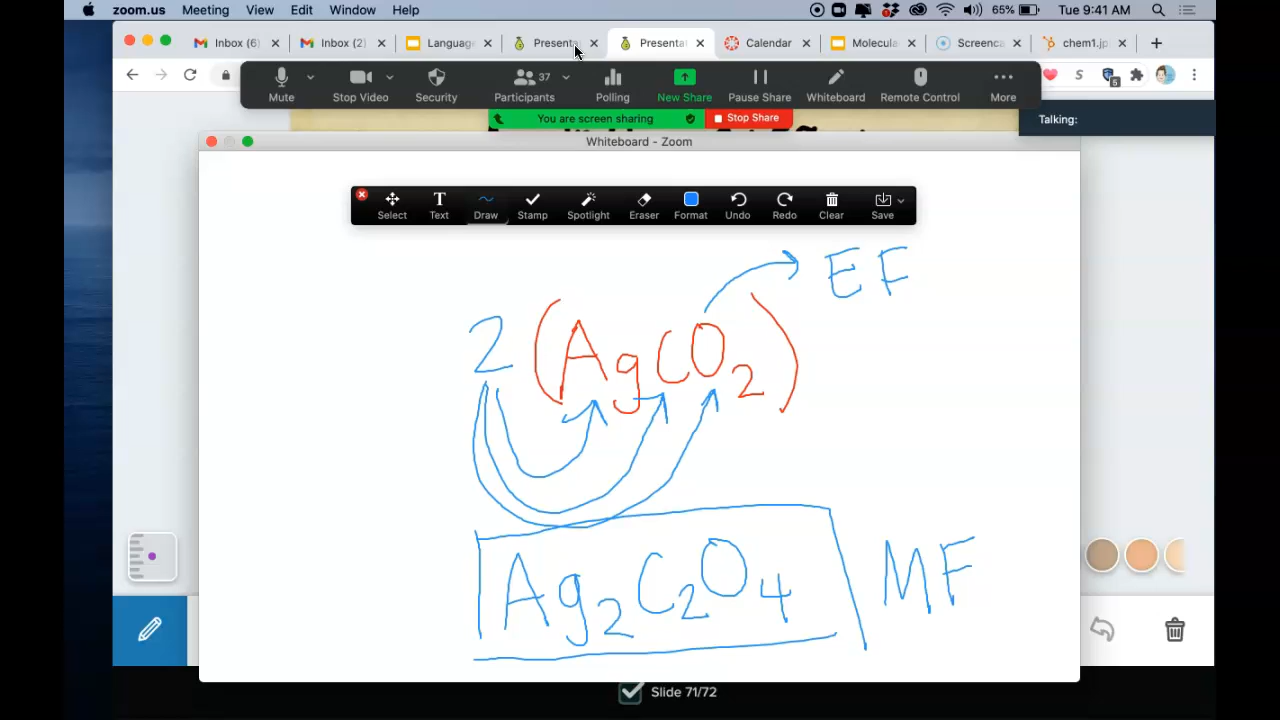 zoom.us Meeting View Edit Window Help 65% Tue 9:41 AM
Inbox (6) Inbox (2) Language Presenta Presentat Calendar Molecula Screenca chem1.jp
Mute Stop Video Security Participants 37 Polling New Share Pause Share Whiteboard Remote Control More
5
You are screen sharing Stop Share
Talking:
Whiteboard - Zoom
Select Text Draw Stamp Spotlight Eraser Format Undo Redo Clear Save
EF
2 (AgCO2)
Ag2C2O4 MF
Slide 71/72